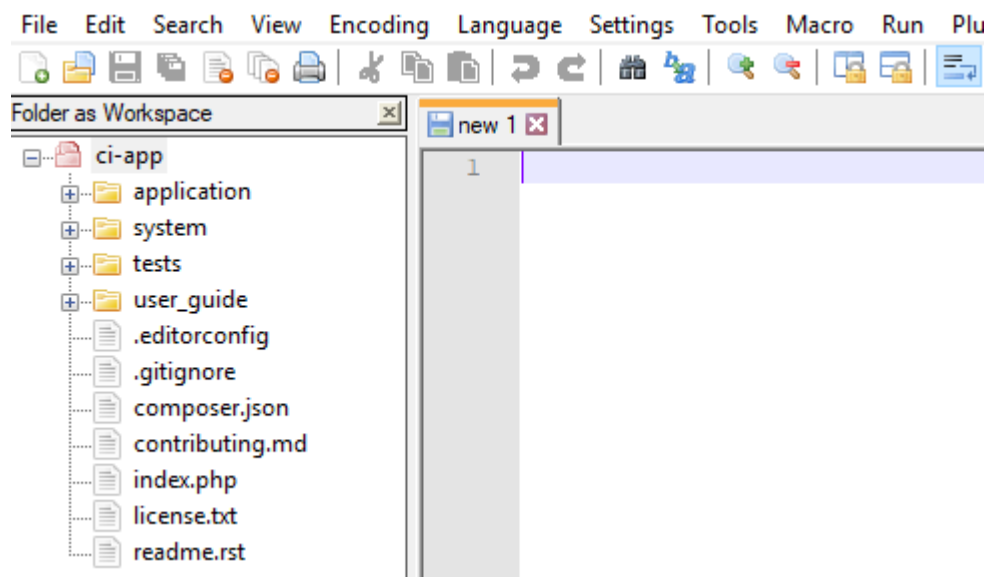 File Edit Search View Encoding Language Settings Tools Macro Run Plu
Folder as Workspace
new 1
ci-app
1
application
system
tests
user_guide
.editorconfig
.gitignore
composer.json
contributing.md
index.php
license.txt
readme.rst